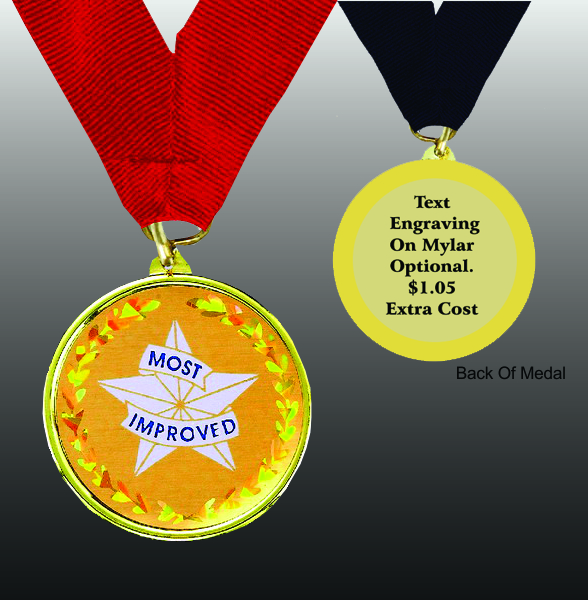 MOST
IMPROVED
Text
Engraving
On Mylar
Optional.
$1.05
Extra Cost
Back Of Medal